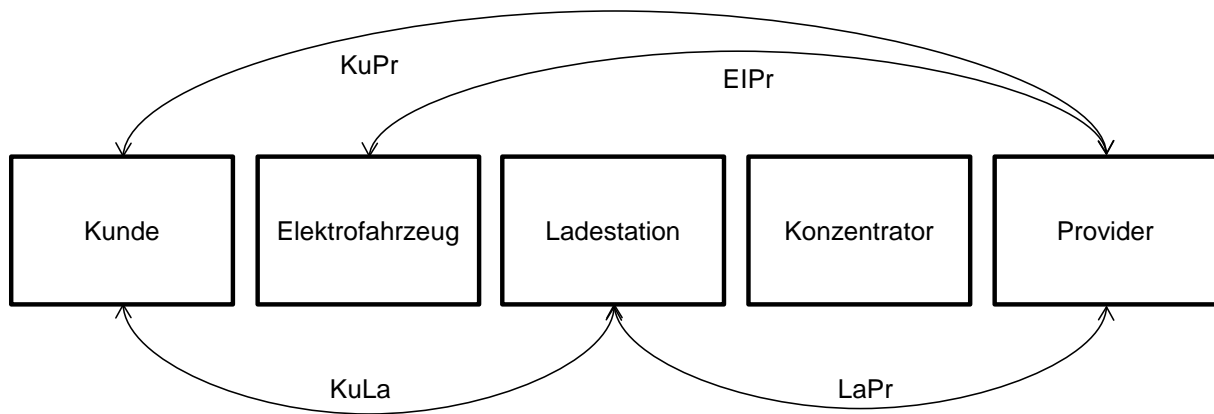 KuPr
ElPr
Kunde
Elektrofahrzeug
Ladestation
Konzentrator
Provider
KuLa
LaPr